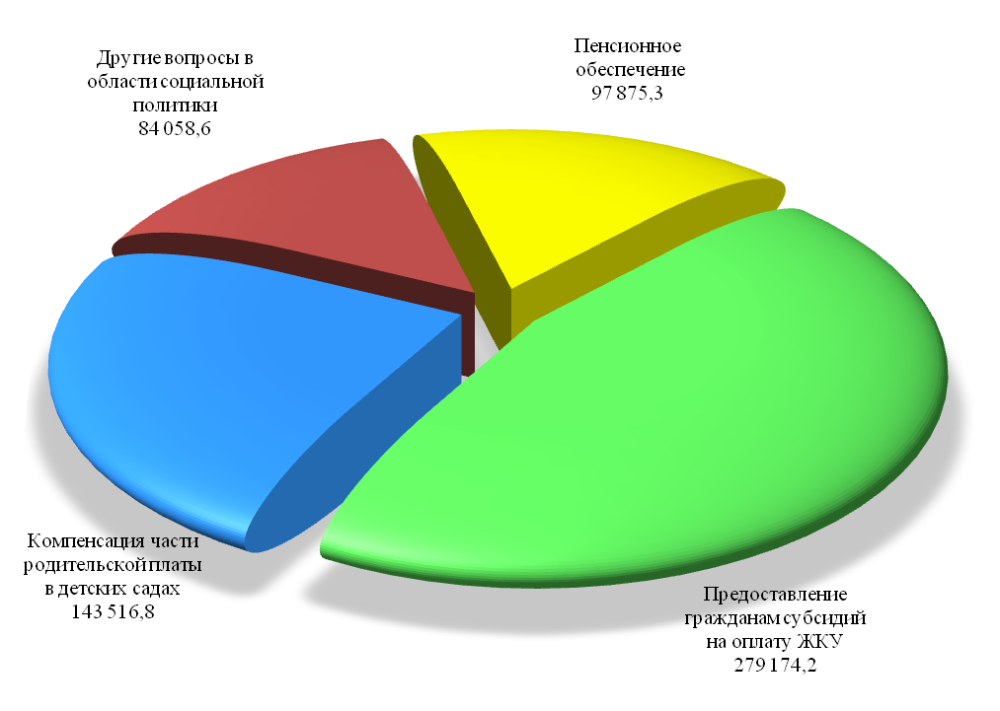 Другие вопросы в
области социальной
политики
84 058,6
Пенсионное
обеспечение
97 875,3
Компенсация части
родительской платы
в детских садах
143 516,8
Предоставление
гражданам субсидий
на оплату ЖКУ
279 174,2